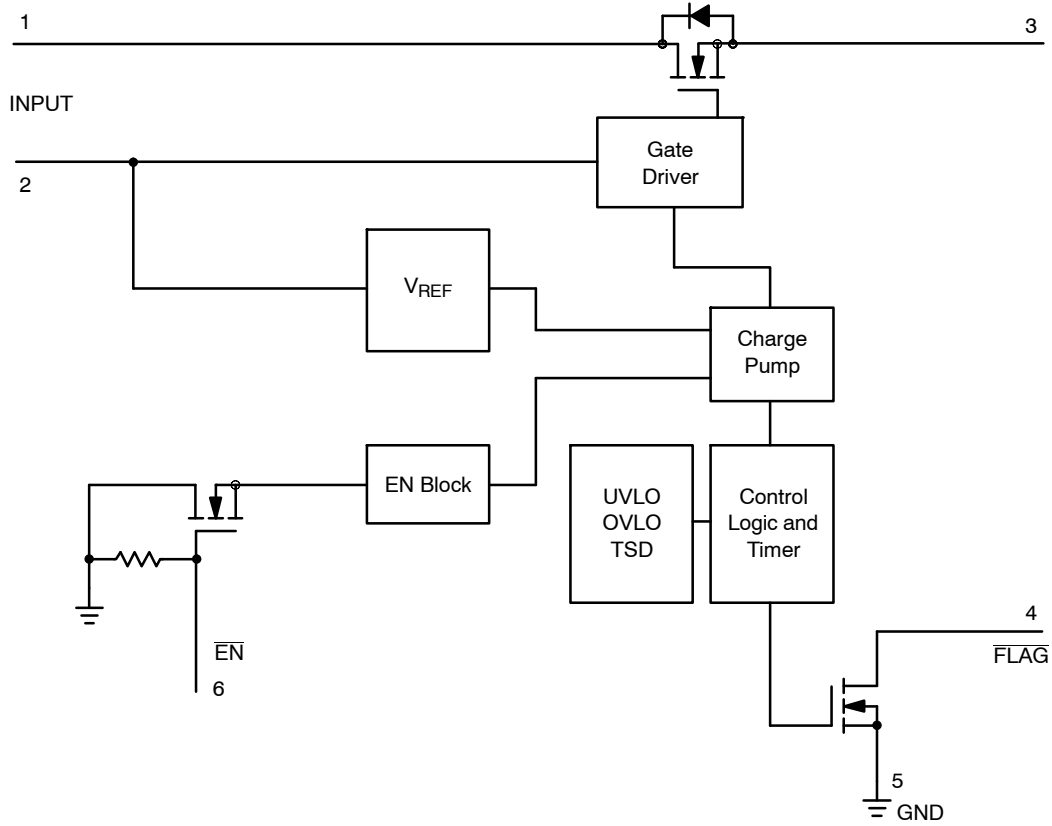 1
3
INPUT
Gate
Driver
2
VREF
Charge
Pump
EN Block
UVLO
OVLO
TSD
Control
Logic and
Timer
4
EN
FLAG
6
5
GND